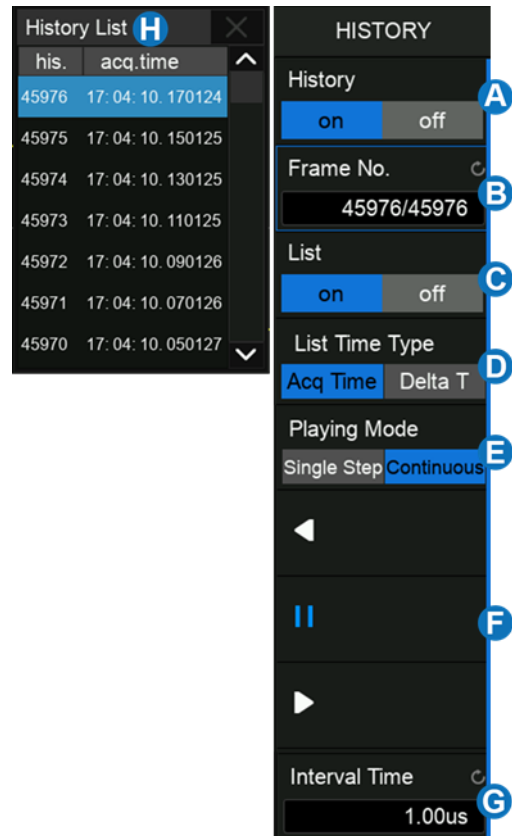 History List H
his. acq.time
45976 17: 04: 10. 170124
45975 17: 04: 10. 150125
45974 17: 04: 10. 130125
45973 17: 04: 10. 110125
45972 17: 04: 10. 090126
45971 17: 04: 10. 070126
45970 17: 04: 10. 050127
HISTORY
History
A
on off
Frame No.
B
45976/45976
List
C
on off
List Time Type
D
Acq Time Delta T
Playing Mode
E
Single Step Continuous
F
Interval Time
G
1.00us